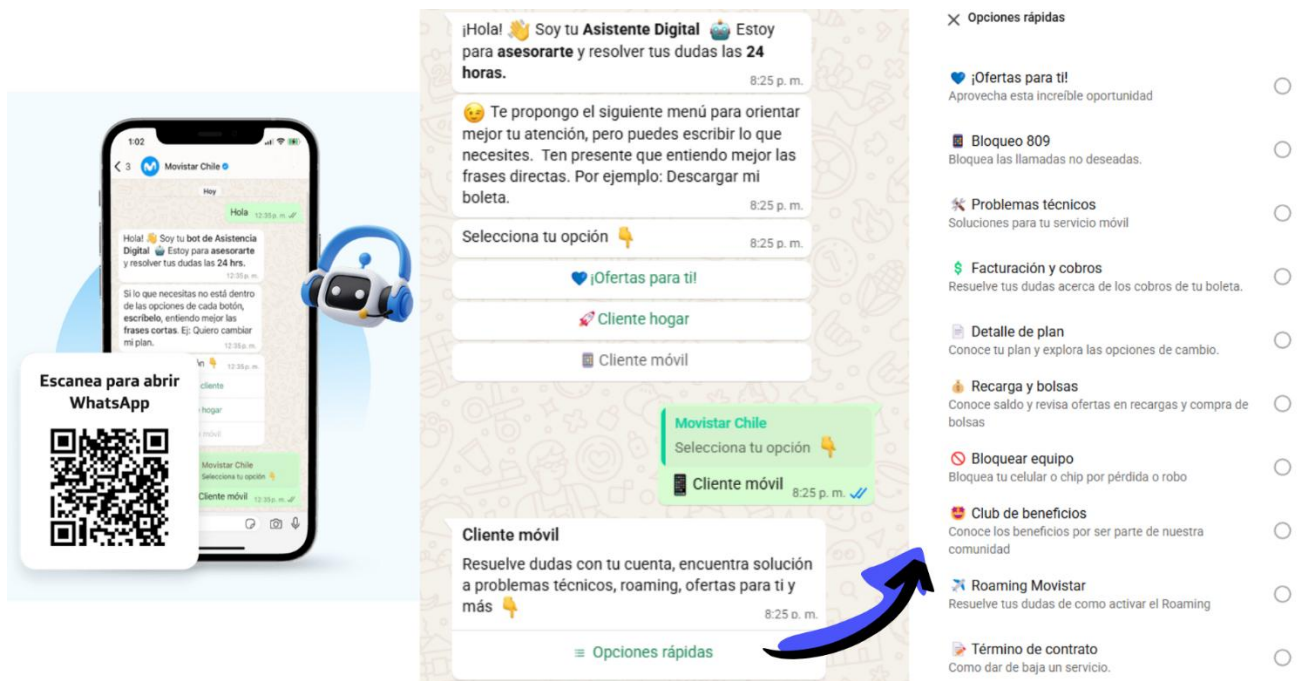 1:02
3 Movistar Chile
Hoy
Hola 12:35 p. m.
Hola! 👋 Soy tu bot de Asistencia
Digital 🤖 Estoy para asesorarte
y resolver tus dudas las 24 hrs.
12:35 p. m.
Si lo que necesitas no está dentro
de las opciones de cada botón,
escríbelo, entiendo mejor las
frases cortas. Ej: Quiero cambiar
mi plan. 12:35 p. m.
ón 👇 12:35 p. m.
cliente
hogar
móvil
Movistar Chile
Selecciona tu opción 👇
Cliente móvil 12:35 p. m.
Escanea para abrir
WhatsApp
¡Hola! 👋 Soy tu Asistente Digital 🤖 Estoy
para asesorarte y resolver tus dudas las 24
horas. 8:25 p. m.
😉 Te propongo el siguiente menú para orientar
mejor tu atención, pero puedes escribir lo que
necesites. Ten presente que entiendo mejor las
frases directas. Por ejemplo: Descargar mi
boleta. 8:25 p. m.
Selecciona tu opción 👇 8:25 p. m.
💙¡Ofertas para ti!
🚀Cliente hogar
📱 Cliente móvil
Movistar Chile
Selecciona tu opción 👇
📱 Cliente móvil 8:25 p. m.
Cliente móvil
Resuelve dudas con tu cuenta, encuentra solución
a problemas técnicos, roaming, ofertas para ti y
más 👇 8:25 p. m.
Opciones rápidas
Opciones rápidas
💙 ¡Ofertas para ti!
Aprovecha esta increíble oportunidad
📱 Bloqueo 809
Bloquea las llamadas no deseadas.
🛠 Problemas técnicos
Soluciones para tu servicio móvil
💲 Facturación y cobros
Resuelve tus dudas acerca de los cobros de tu boleta.
📄 Detalle de plan
Conoce tu plan y explora las opciones de cambio.
💰 Recarga y bolsas
Conoce saldo y revisa ofertas en recargas y compra de
bolsas
🚫 Bloquear equipo
Bloquea tu celular o chip por pérdida o robo
🤩 Club de beneficios
Conoce los beneficios por ser parte de nuestra
comunidad
✈ Roaming Movistar
Resuelve tus dudas de como activar el Roaming
📝 Término de contrato
Como dar de baja un servicio.